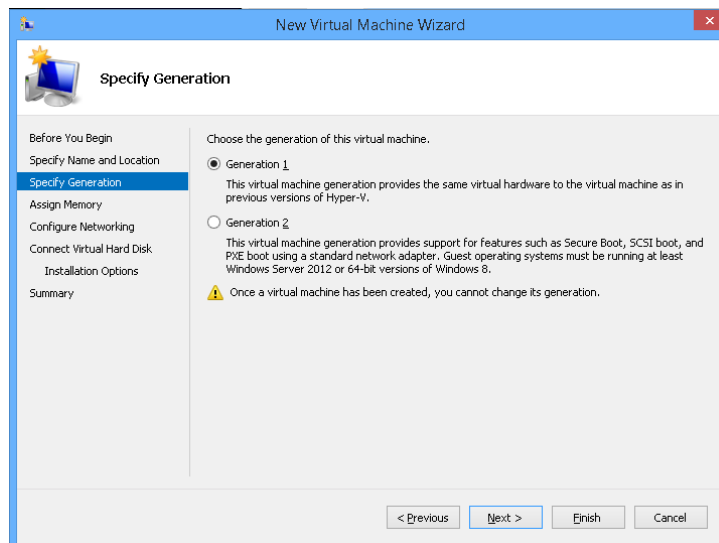 New Virtual Machine Wizard
Specify Generation
Before You Begin
Specify Name and Location
Specify Generation
Assign Memory
Configure Networking
Connect Virtual Hard Disk
Installation Options
Summary
Choose the generation of this virtual machine.
Generation 1
This virtual machine generation provides the same virtual hardware to the virtual machine as in
previous versions of Hyper-V.
Generation 2
This virtual machine generation provides support for features such as Secure Boot, SCSI boot, and
PXE boot using a standard network adapter. Guest operating systems must be running at least
Windows Server 2012 or 64-bit versions of Windows 8.
Once a virtual machine has been created, you cannot change its generation.
< Previous
Next >
Finish
Cancel